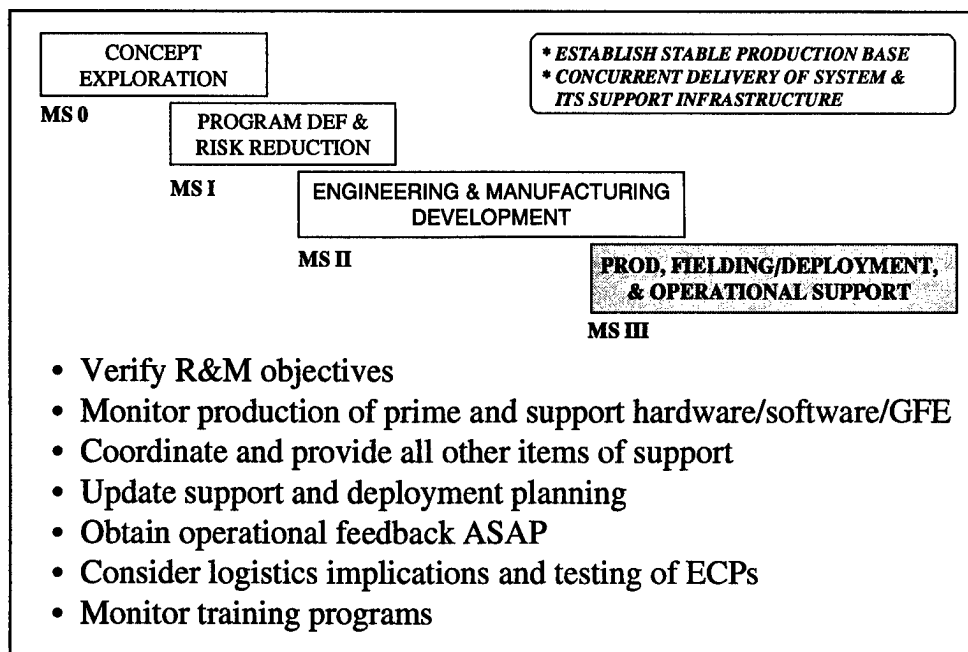 CONCEPT
EXPLORATION
* ESTABLISH STABLE PRODUCTION BASE
* CONCURRENT DELIVERY OF SYSTEM &
ITS SUPPORT INFRASTRUCTURE
MS 0
PROGRAM DEF &
RISK REDUCTION
MS I
ENGINEERING & MANUFACTURING
DEVELOPMENT
MS II
PROD, FIELDING/DEPLOYMENT,
& OPERATIONAL SUPPORT
MS III
• Verify R&M objectives
• Monitor production of prime and support hardware/software/GFE
• Coordinate and provide all other items of support
• Update support and deployment planning
• Obtain operational feedback ASAP
• Consider logistics implications and testing of ECPs
• Monitor training programs